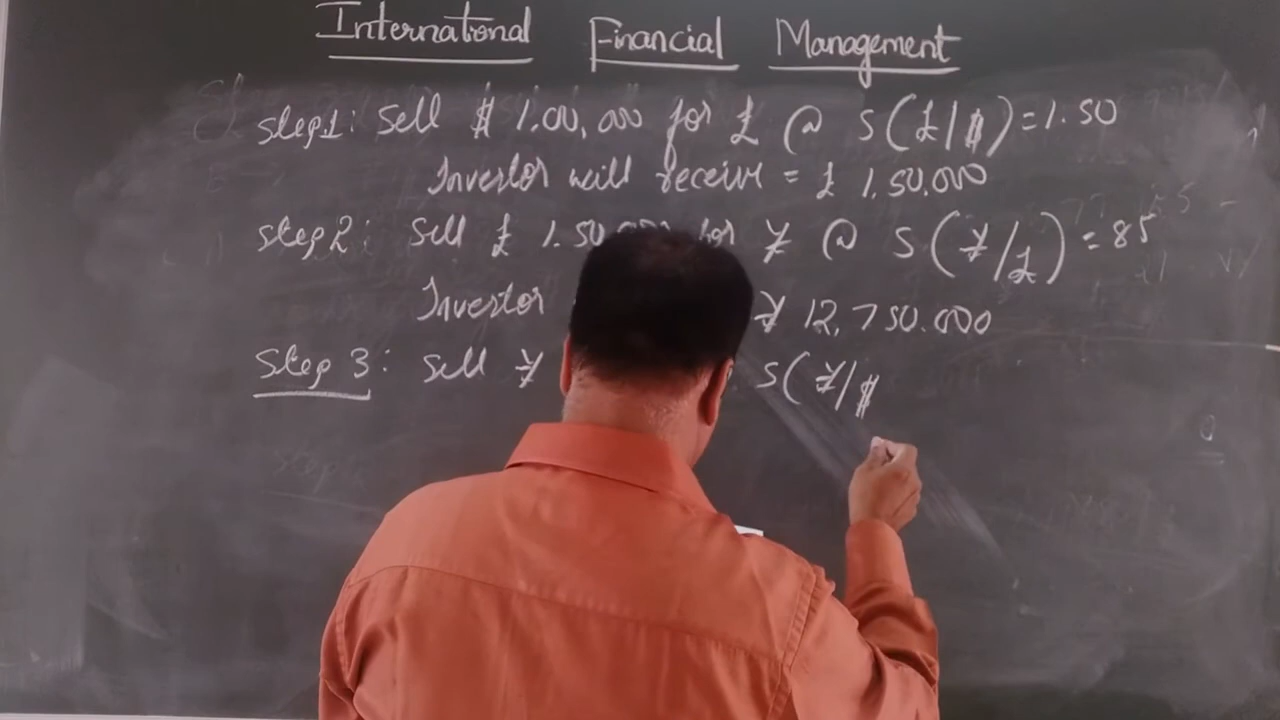 International Financial Management
Step1: Sell $ 1.00,000 for £ @ S(£/$)=1.50
Investor will receive = £ 1.50.000
Step2: Sell £ 1.50 for ¥ @ S(¥/£)=85
Investor ¥ 12,750.000
Step 3: Sell ¥ S(¥/$